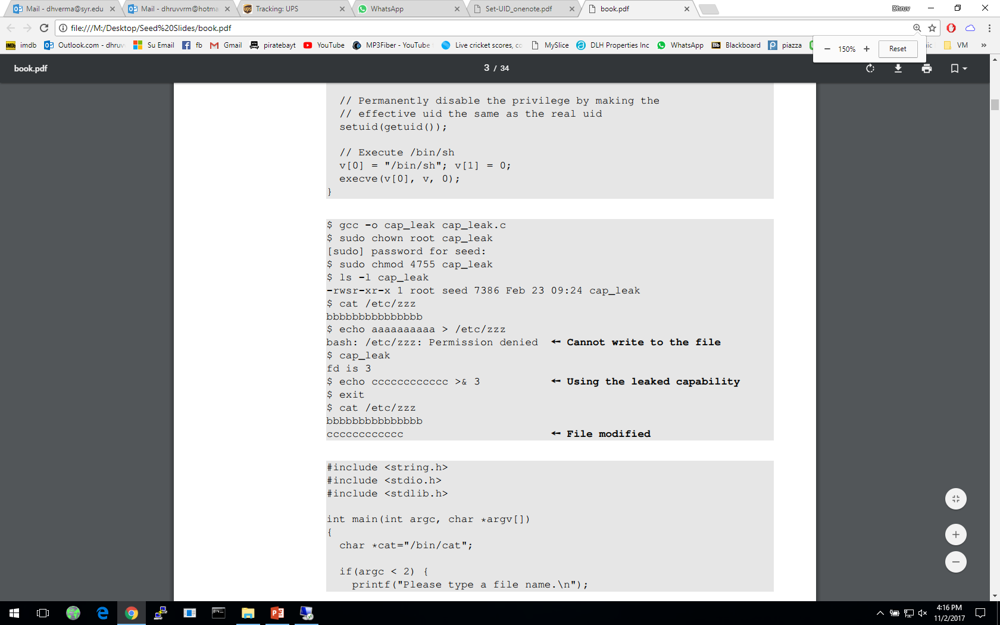 Mail - dhverma@syr.edu
Mail - dhruvvrm@hotma
Tracking: UPS
WhatsApp
Set-UID_onenote.pdf
book.pdf
Dhruv
file:///M:/Desktop/Seed%20Slides/book.pdf
imdb
Outlook.com - dhruv
Su Email
fb
Gmail
piratebayt
YouTube
MP3Fiber - YouTube
Live cricket scores, co
MySlice
DLH Properties Inc
WhatsApp
Blackboard
piazza
ic
VM
»
− 150% + Reset
book.pdf
3 / 34
// Permanently disable the privilege by making the
// effective uid the same as the real uid
setuid(getuid());
// Execute /bin/sh
v[0] = "/bin/sh"; v[1] = 0;
execve(v[0], v, 0);
}
$ gcc -o cap_leak cap_leak.c
$ sudo chown root cap_leak
[sudo] password for seed:
$ sudo chmod 4755 cap_leak
$ ls -l cap_leak
-rwsr-xr-x 1 root seed 7386 Feb 23 09:24 cap_leak
$ cat /etc/zzz
bbbbbbbbbbbbbbb
$ echo aaaaaaaaaa > /etc/zzz
bash: /etc/zzz: Permission denied ← Cannot write to the file
$ cap_leak
fd is 3
$ echo cccccccccccc >& 3 ← Using the leaked capability
$ exit
$ cat /etc/zzz
bbbbbbbbbbbbbbb
cccccccccccc ← File modified
#include <string.h>
#include <stdio.h>
#include <stdlib.h>
int main(int argc, char *argv[])
{
char *cat="/bin/cat";
if(argc < 2) {
printf("Please type a file name.\n");
4:16 PM
11/2/2017